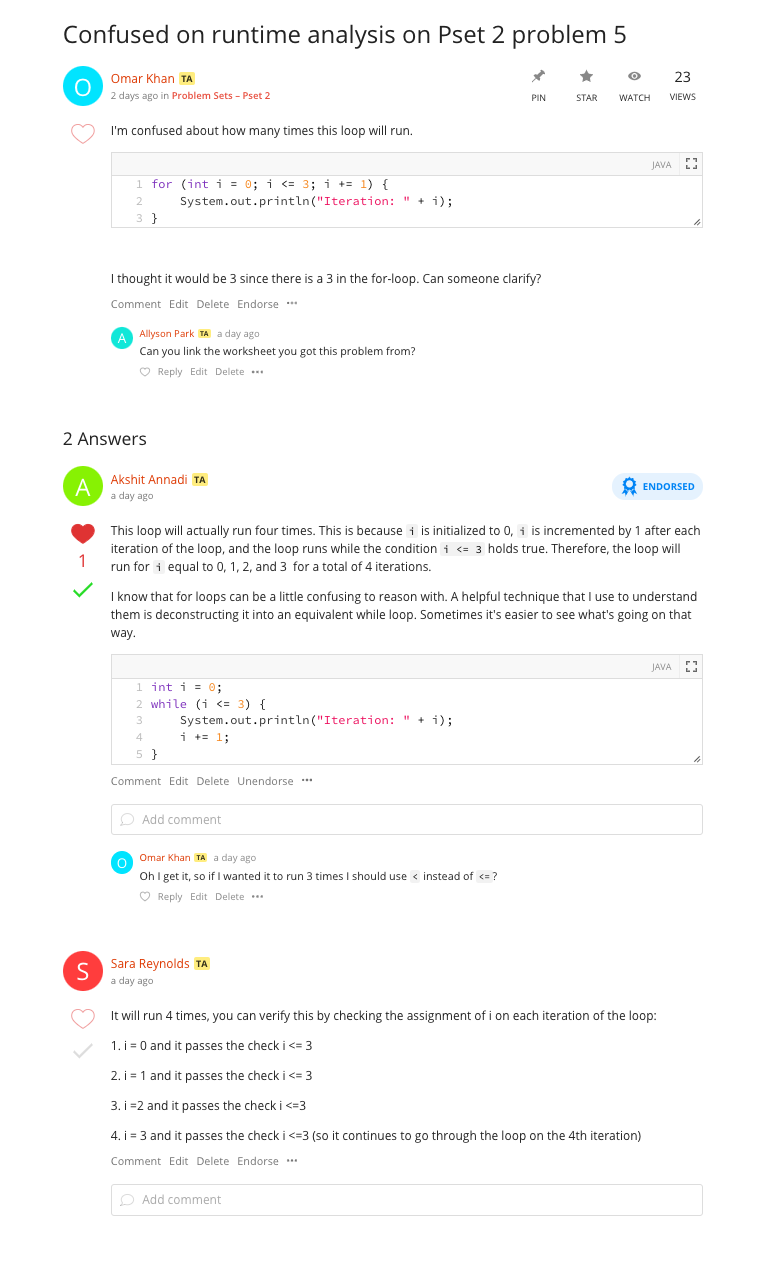 Confused on runtime analysis on Pset 2 problem 5
O
Omar Khan TA
2 days ago in Problem Sets – Pset 2
PIN
STAR
WATCH
23
VIEWS
I'm confused about how many times this loop will run.
JAVA
1 for (int i = 0; i <= 3; i += 1) {
2     System.out.println("Iteration: " + i);
3 }
I thought it would be 3 since there is a 3 in the for-loop. Can someone clarify?
Comment Edit Delete Endorse •••
A
Allyson Park TA a day ago
Can you link the worksheet you got this problem from?
Reply Edit Delete •••
2 Answers
A
Akshit Annadi TA
a day ago
ENDORSED
1
This loop will actually run four times. This is because i is initialized to 0, i is incremented by 1 after each
iteration of the loop, and the loop runs while the condition i <= 3 holds true. Therefore, the loop will
run for i equal to 0, 1, 2, and 3  for a total of 4 iterations.
I know that for loops can be a little confusing to reason with. A helpful technique that I use to understand
them is deconstructing it into an equivalent while loop. Sometimes it's easier to see what's going on that
way.
JAVA
1 int i = 0;
2 while (i <= 3) {
3     System.out.println("Iteration: " + i);
4     i += 1;
5 }
Comment Edit Delete Unendorse •••
Add comment
O
Omar Khan TA a day ago
Oh I get it, so if I wanted it to run 3 times I should use < instead of <=?
Reply Edit Delete •••
S
Sara Reynolds TA
a day ago
It will run 4 times, you can verify this by checking the assignment of i on each iteration of the loop:
1. i = 0 and it passes the check i <= 3
2. i = 1 and it passes the check i <= 3
3. i =2 and it passes the check i <=3
4. i = 3 and it passes the check i <=3 (so it continues to go through the loop on the 4th iteration)
Comment Edit Delete Endorse •••
Add comment